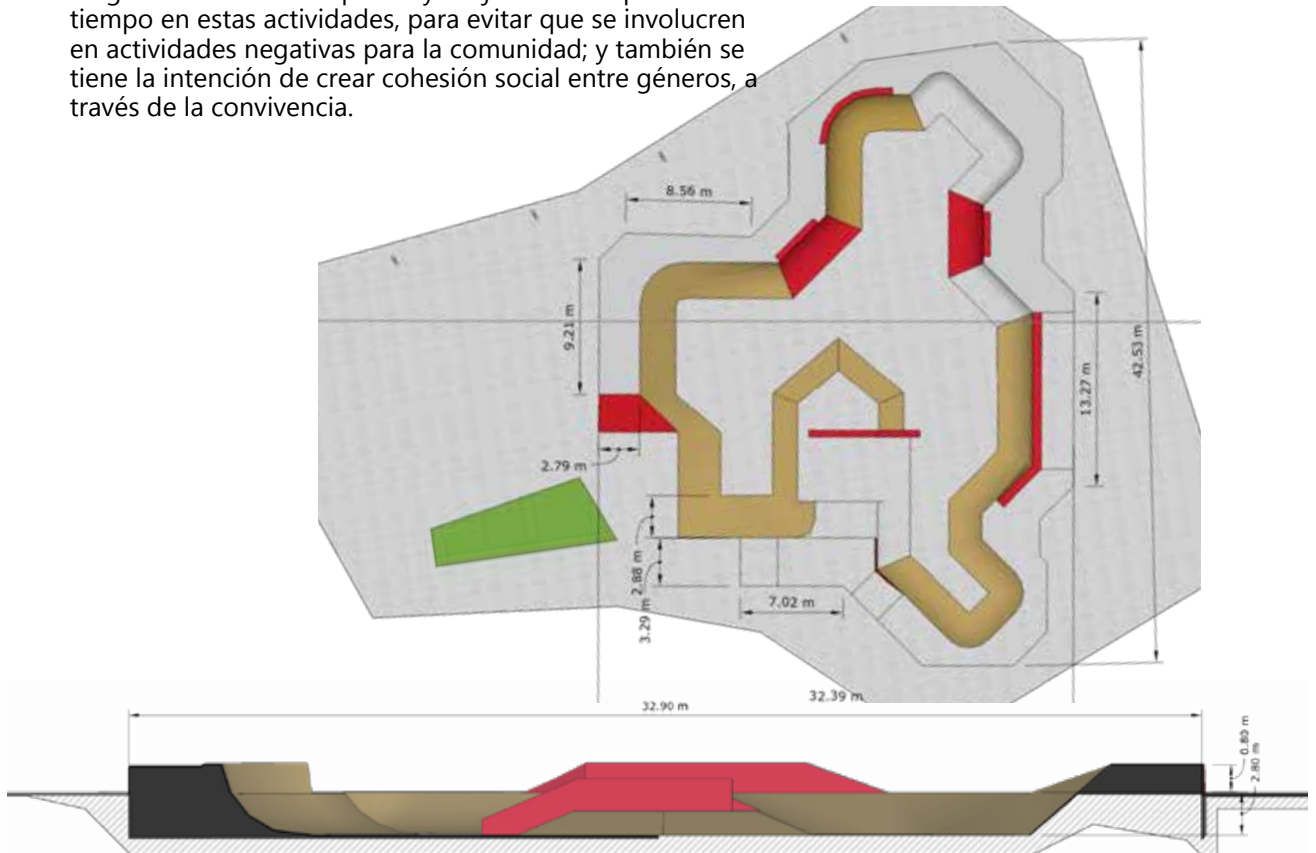 tiempo en estas actividades, para evitar que se involucren
en actividades negativas para la comunidad; y también se
tiene la intención de crear cohesión social entre géneros, a
través de la convivencia.
8.56 m
9.21 m
42.53 m
13.27 m
2.79 m
2.88 m
3.29 m
7.02 m
32.39 m
32.90 m
0.80 m
2.80 m